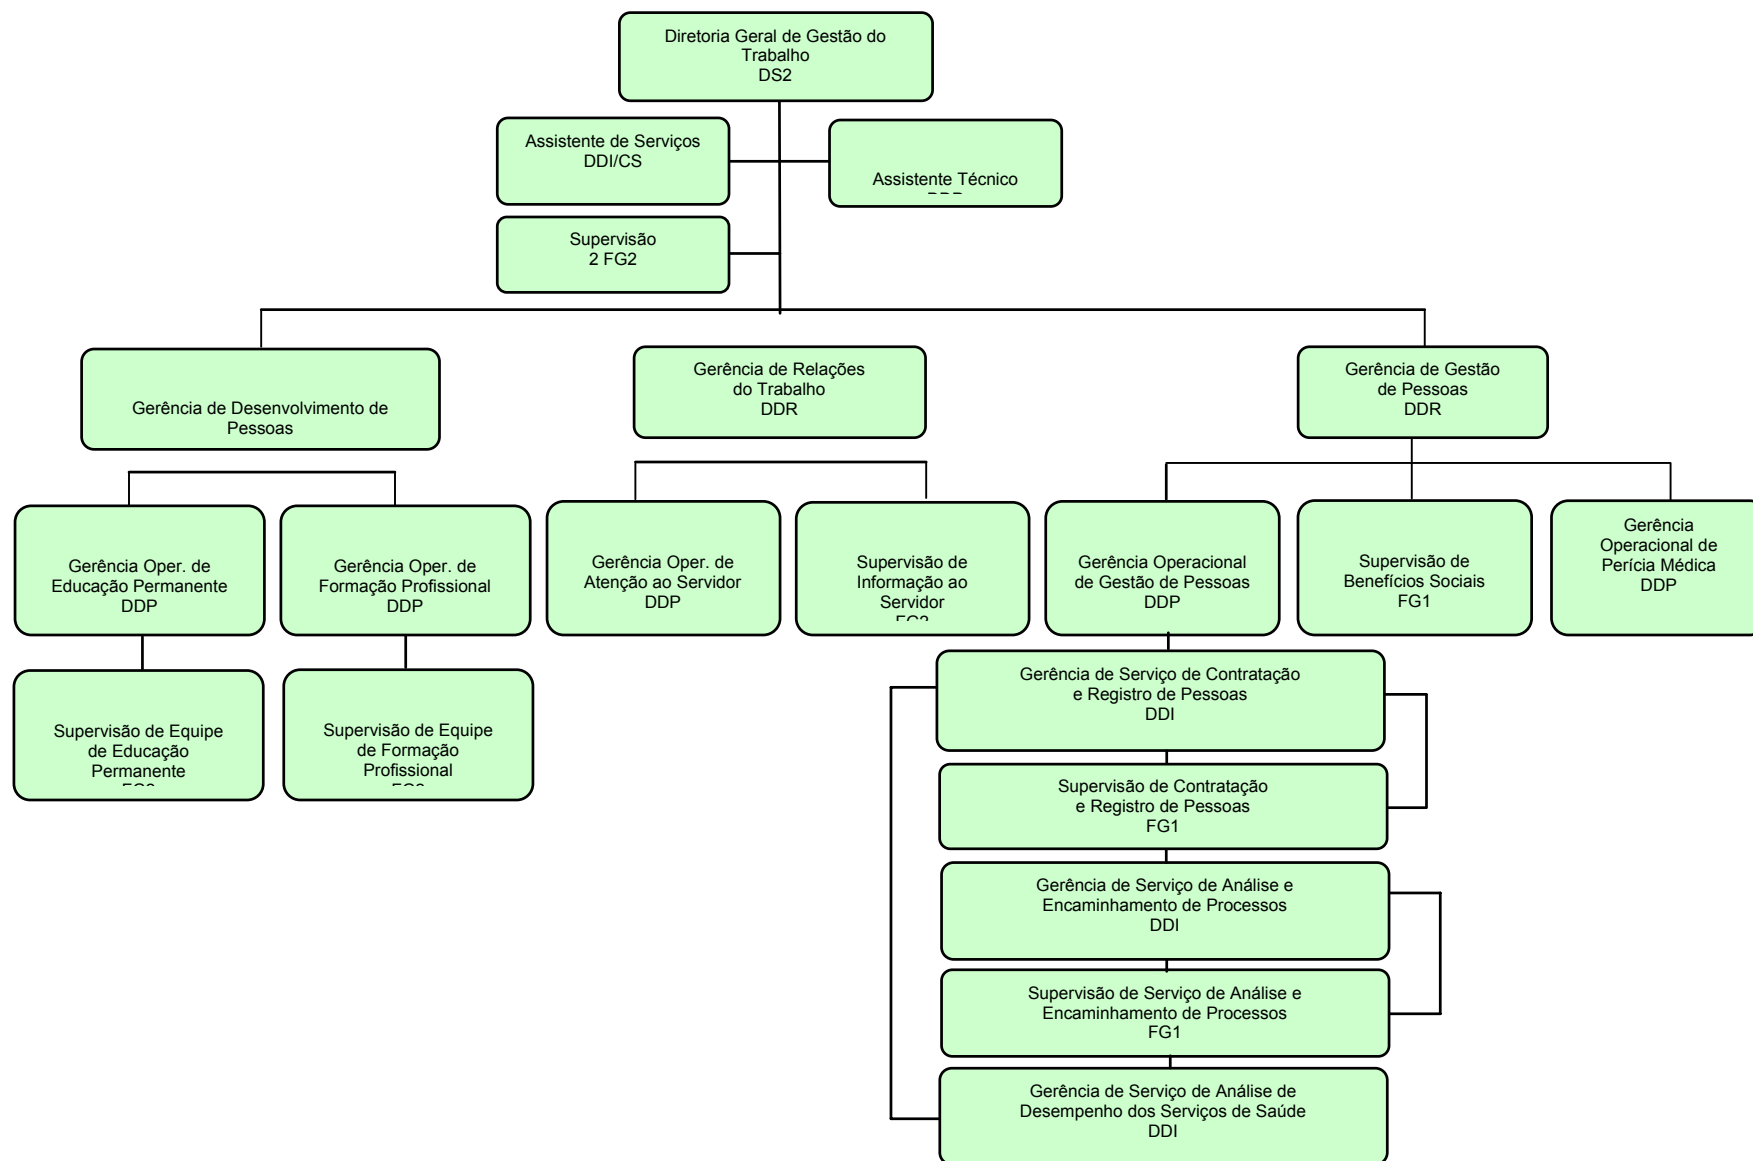 Diretoria Geral de Gestão do
Trabalho
DS2
Assistente de Serviços
DDI/CS
Assistente Técnico
Supervisão
2 FG2
Gerência de Desenvolvimento de
Pessoas
Gerência de Relações
do Trabalho
DDR
Gerência de Gestão
de Pessoas
DDR
Gerência Oper. de
Educação Permanente
DDP
Gerência Oper. de
Formação Profissional
DDP
Gerência Oper. de
Atenção ao Servidor
DDP
Supervisão de
Informação ao
Servidor
Gerência Operacional
de Gestão de Pessoas
DDP
Supervisão de
Benefícios Sociais
FG1
Gerência
Operacional de
Perícia Médica
DDP
Supervisão de Equipe
de Educação
Permanente
Supervisão de Equipe
de Formação
Profissional
Gerência de Serviço de Contratação
e Registro de Pessoas
DDI
Supervisão de Contratação
e Registro de Pessoas
FG1
Gerência de Serviço de Análise e
Encaminhamento de Processos
DDI
Supervisão de Serviço de Análise e
Encaminhamento de Processos
FG1
Gerência de Serviço de Análise de
Desempenho dos Serviços de Saúde
DDI